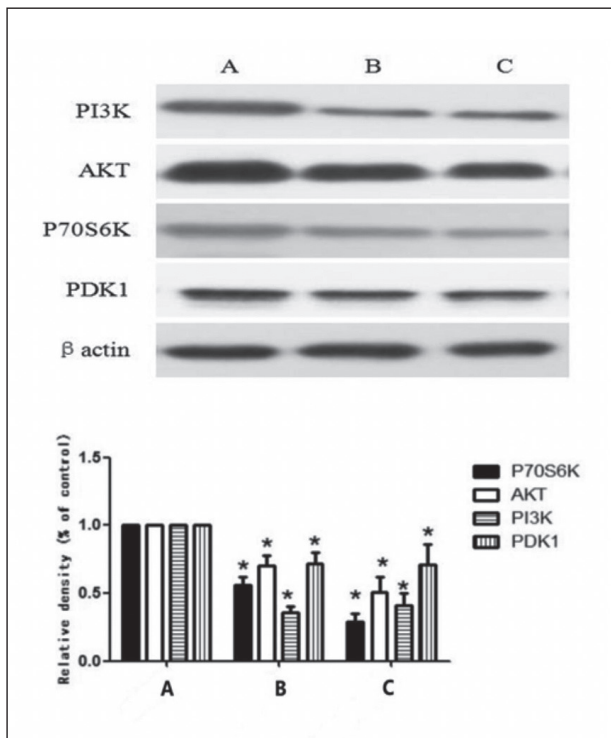 A B C
PI3K
AKT
P70S6K
PDK1
β actin
Relative density (% of control)
1.5
1.0
0.5
0.0
* * * *
* * * *
A B C
P70S6K
AKT
PI3K
PDK1